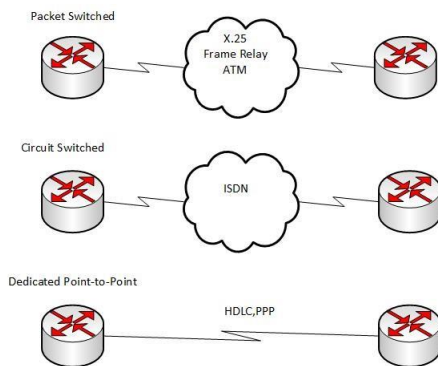 Packet Switched
X.25
Frame Relay
ATM
Circuit Switched
ISDN
Dedicated Point-to-Point
HDLC,PPP